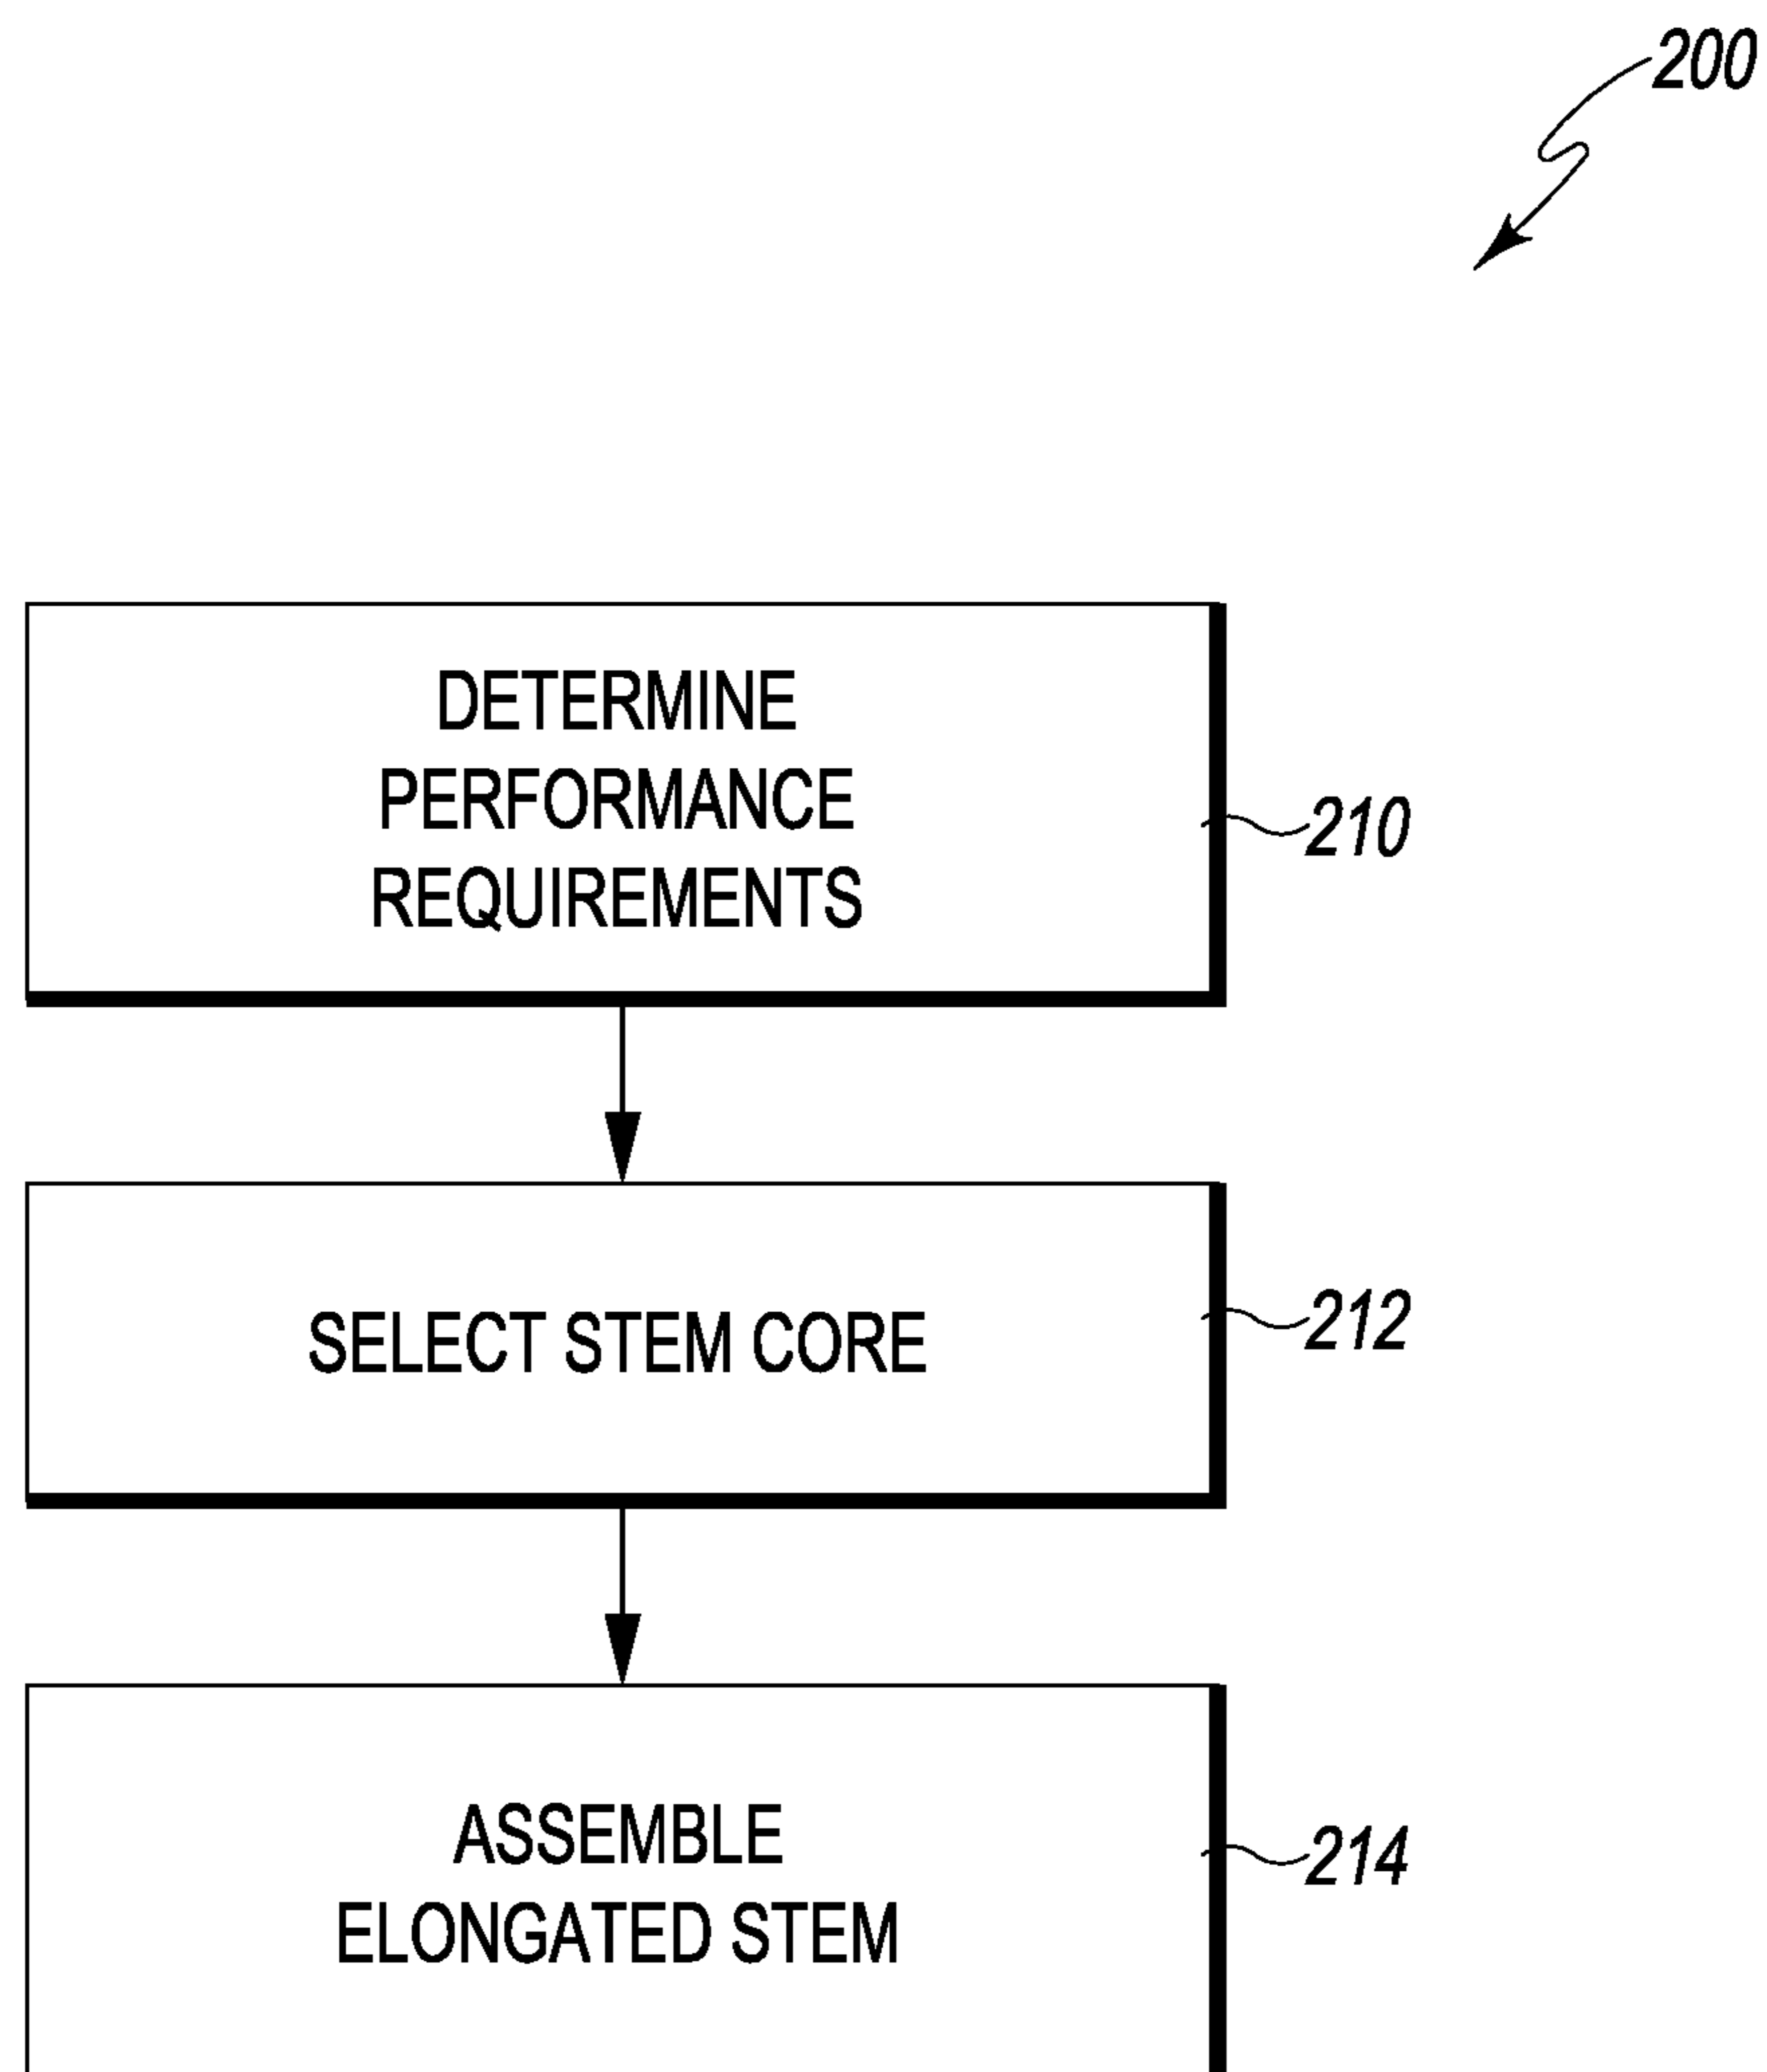 200
DETERMINE
PERFORMANCE
REQUIREMENTS
210
SELECT STEM CORE
212
ASSEMBLE
ELONGATED STEM
214